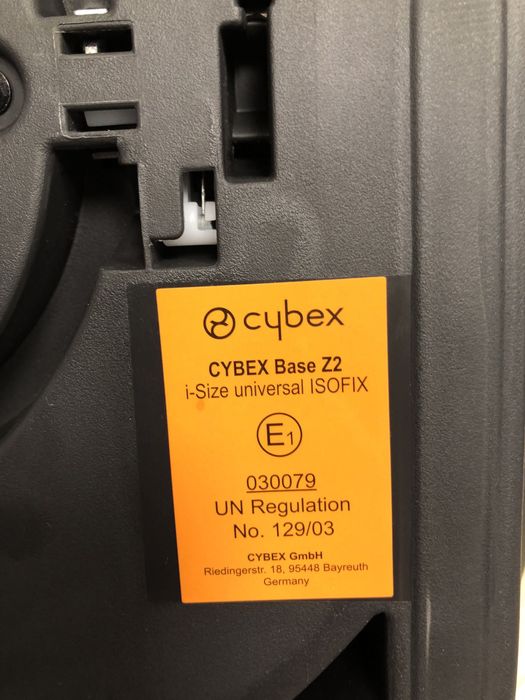 cybex
CYBEX Base Z2
i-Size universal ISOFIX
E1
030079
UN Regulation
No. 129/03
CYBEX GmbH
Riedingerstr. 18, 95448 Bayreuth
Germany